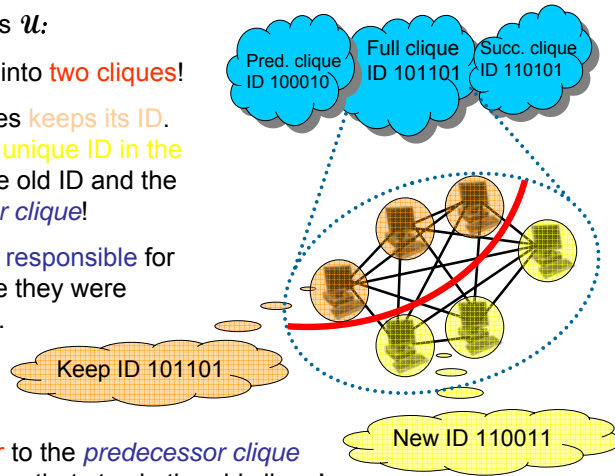 s 𝒰:
into two cliques!
es keeps its ID.
unique ID in the
e old ID and the
r clique!
responsible for
e they were
.
r to the predecessor clique
Pred. clique
ID 100010
Full clique
ID 101101
Succ. clique
ID 110101
Keep ID 101101
New ID 110011